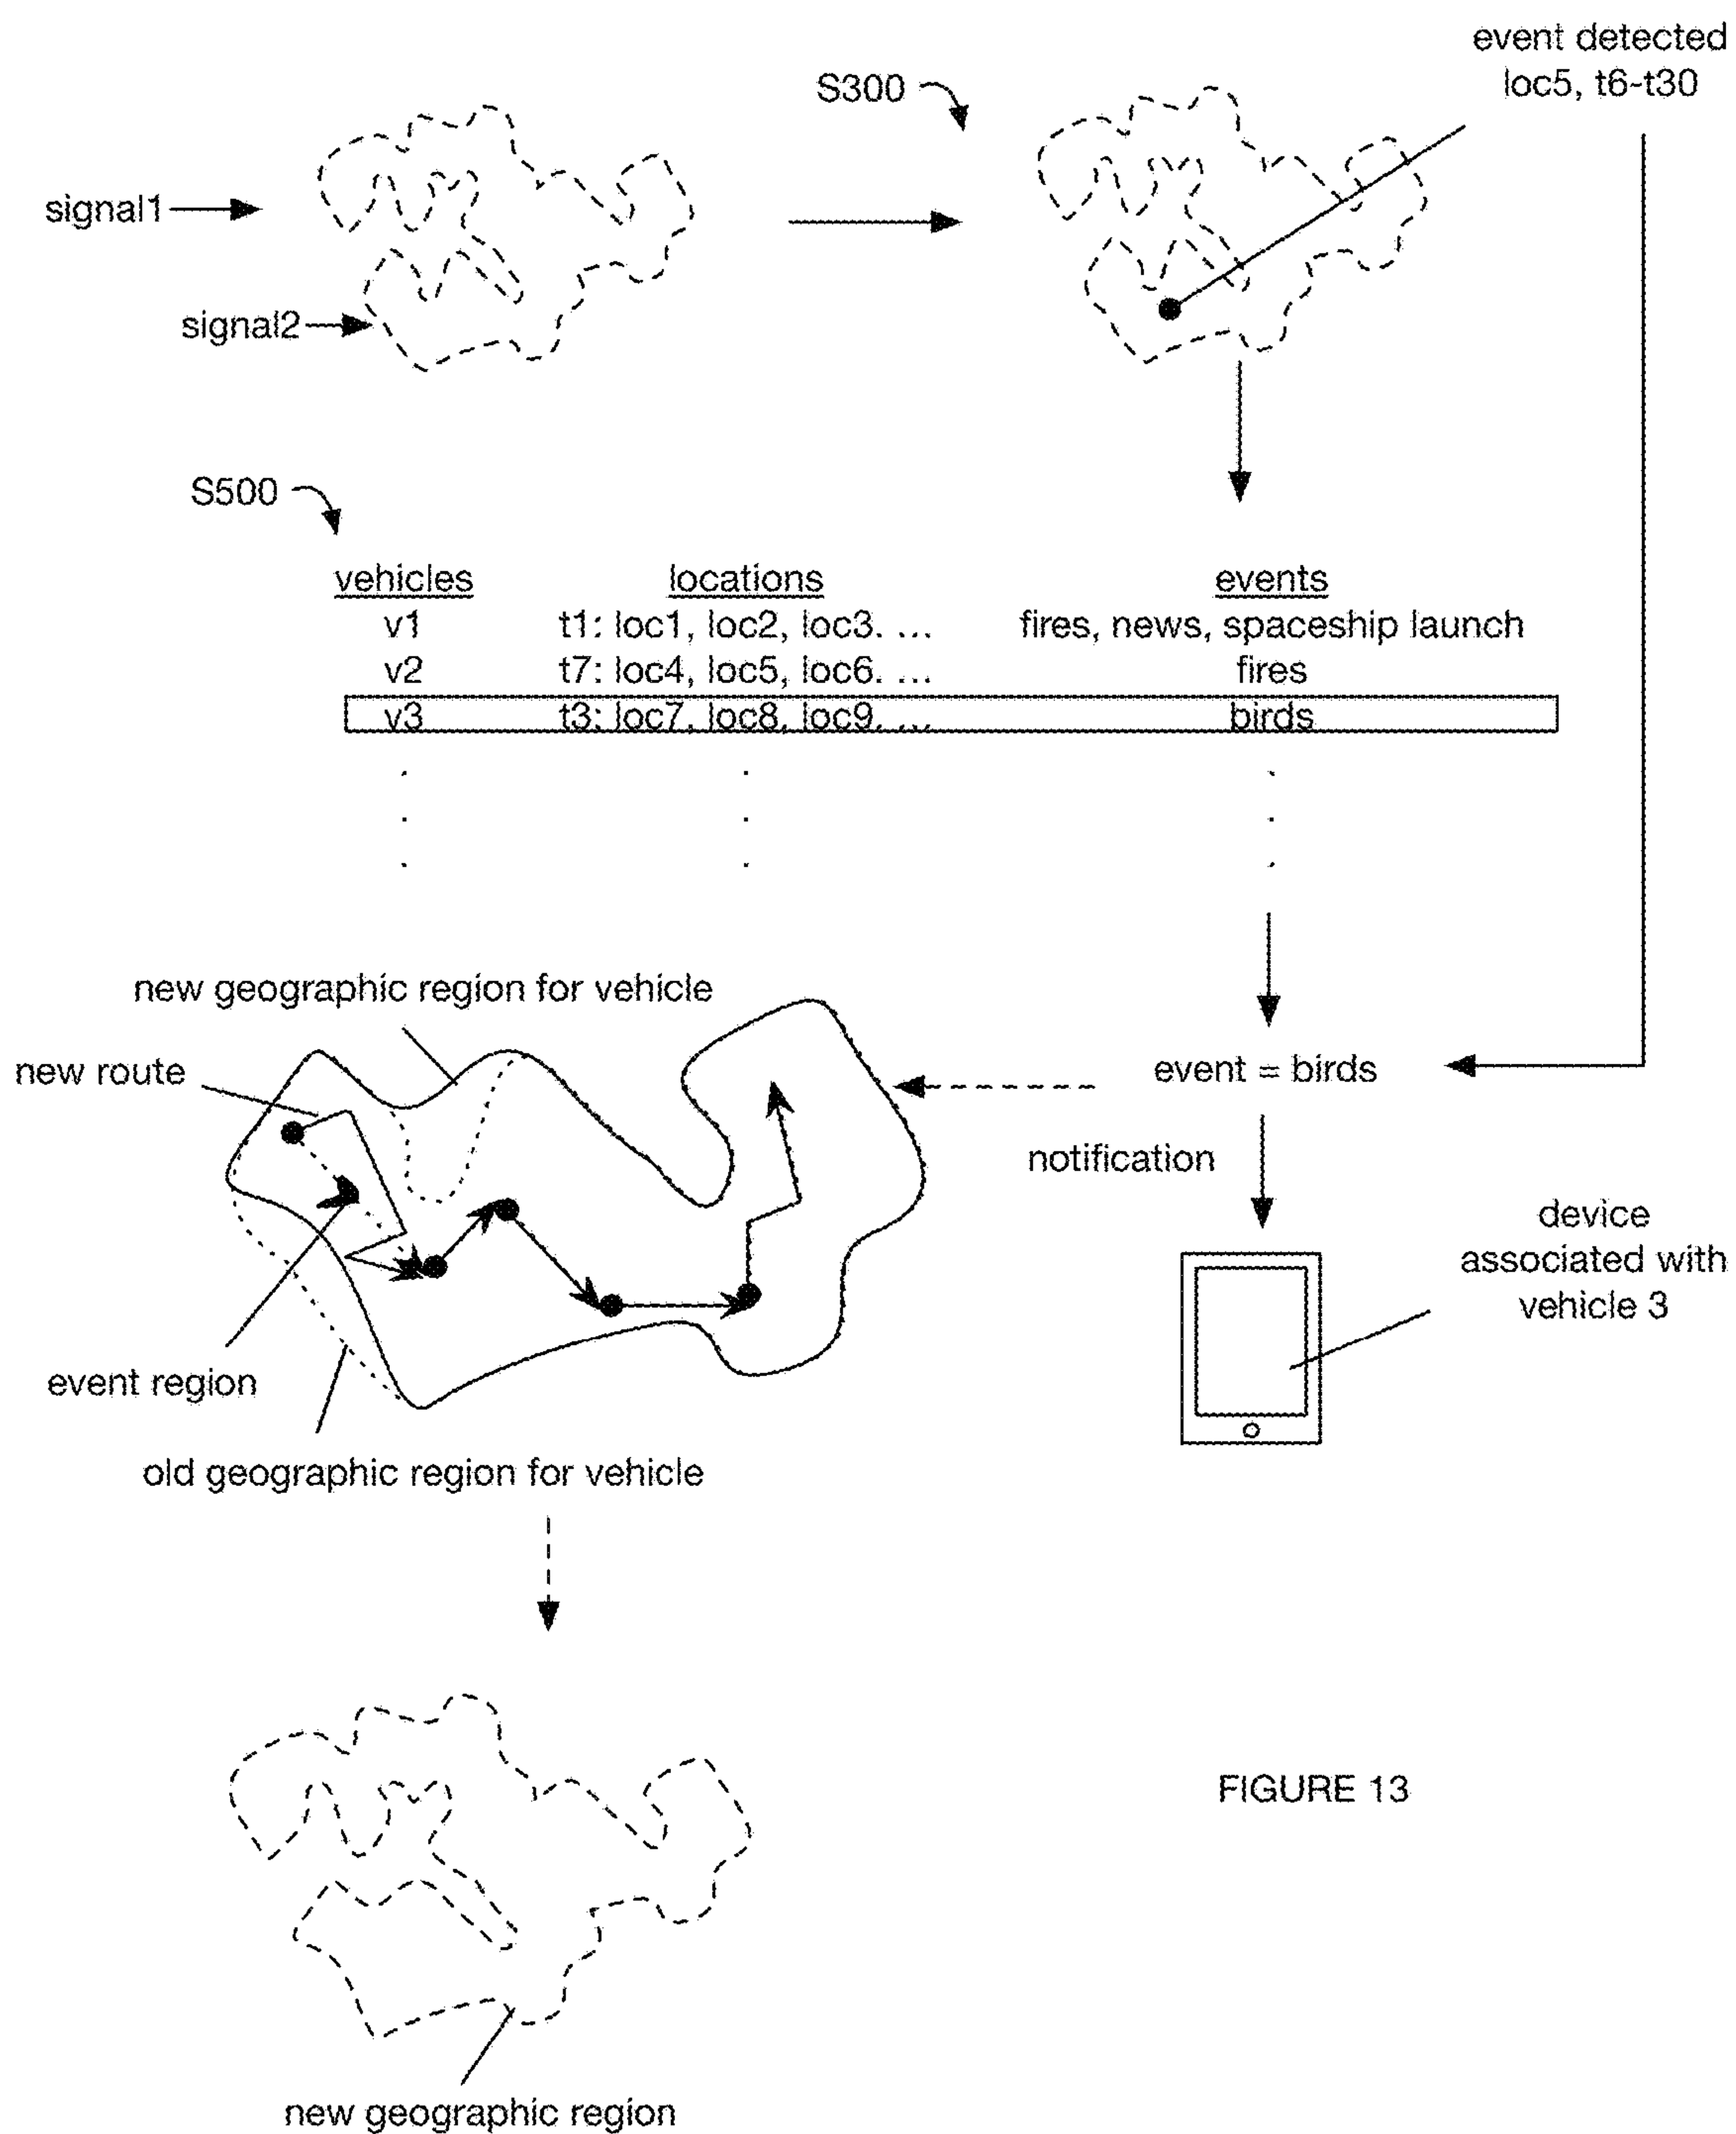 event detected
loc5, t6-t30
S300
signal1
signal2
S500
vehicles locations events
v1 t1: loc1, loc2, loc3. ... fires, news, spaceship launch
v2 t7: loc4, loc5, loc6. ... fires
v3 t3: loc7, loc8, loc9. ... birds
new geographic region for vehicle
new route
event = birds
notification
device
associated with
vehicle 3
event region
old geographic region for vehicle
FIGURE 13
new geographic region